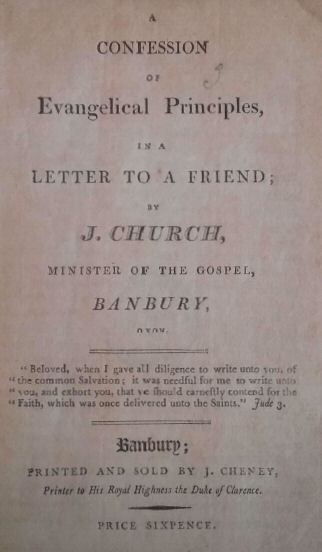 A
CONFESSION
OF
Evangelical Principles,
IN A
LETTER TO A FRIEND;
BY
J. CHURCH,
MINISTER OF THE GOSPEL,
BANBURY,
OXON.
"Beloved, when I gave all diligence to write unto you, of
"the common Salvation; it was needful for me to write unto
"you, and exhort you, that ye should earnestly contend for the
"Faith, which was once delivered unto the Saints." Jude 3.
Banbury;
PRINTED AND SOLD BY J. CHENEY,
Printer to His Royal Highness the Duke of Clarence.
PRICE SIXPENCE.